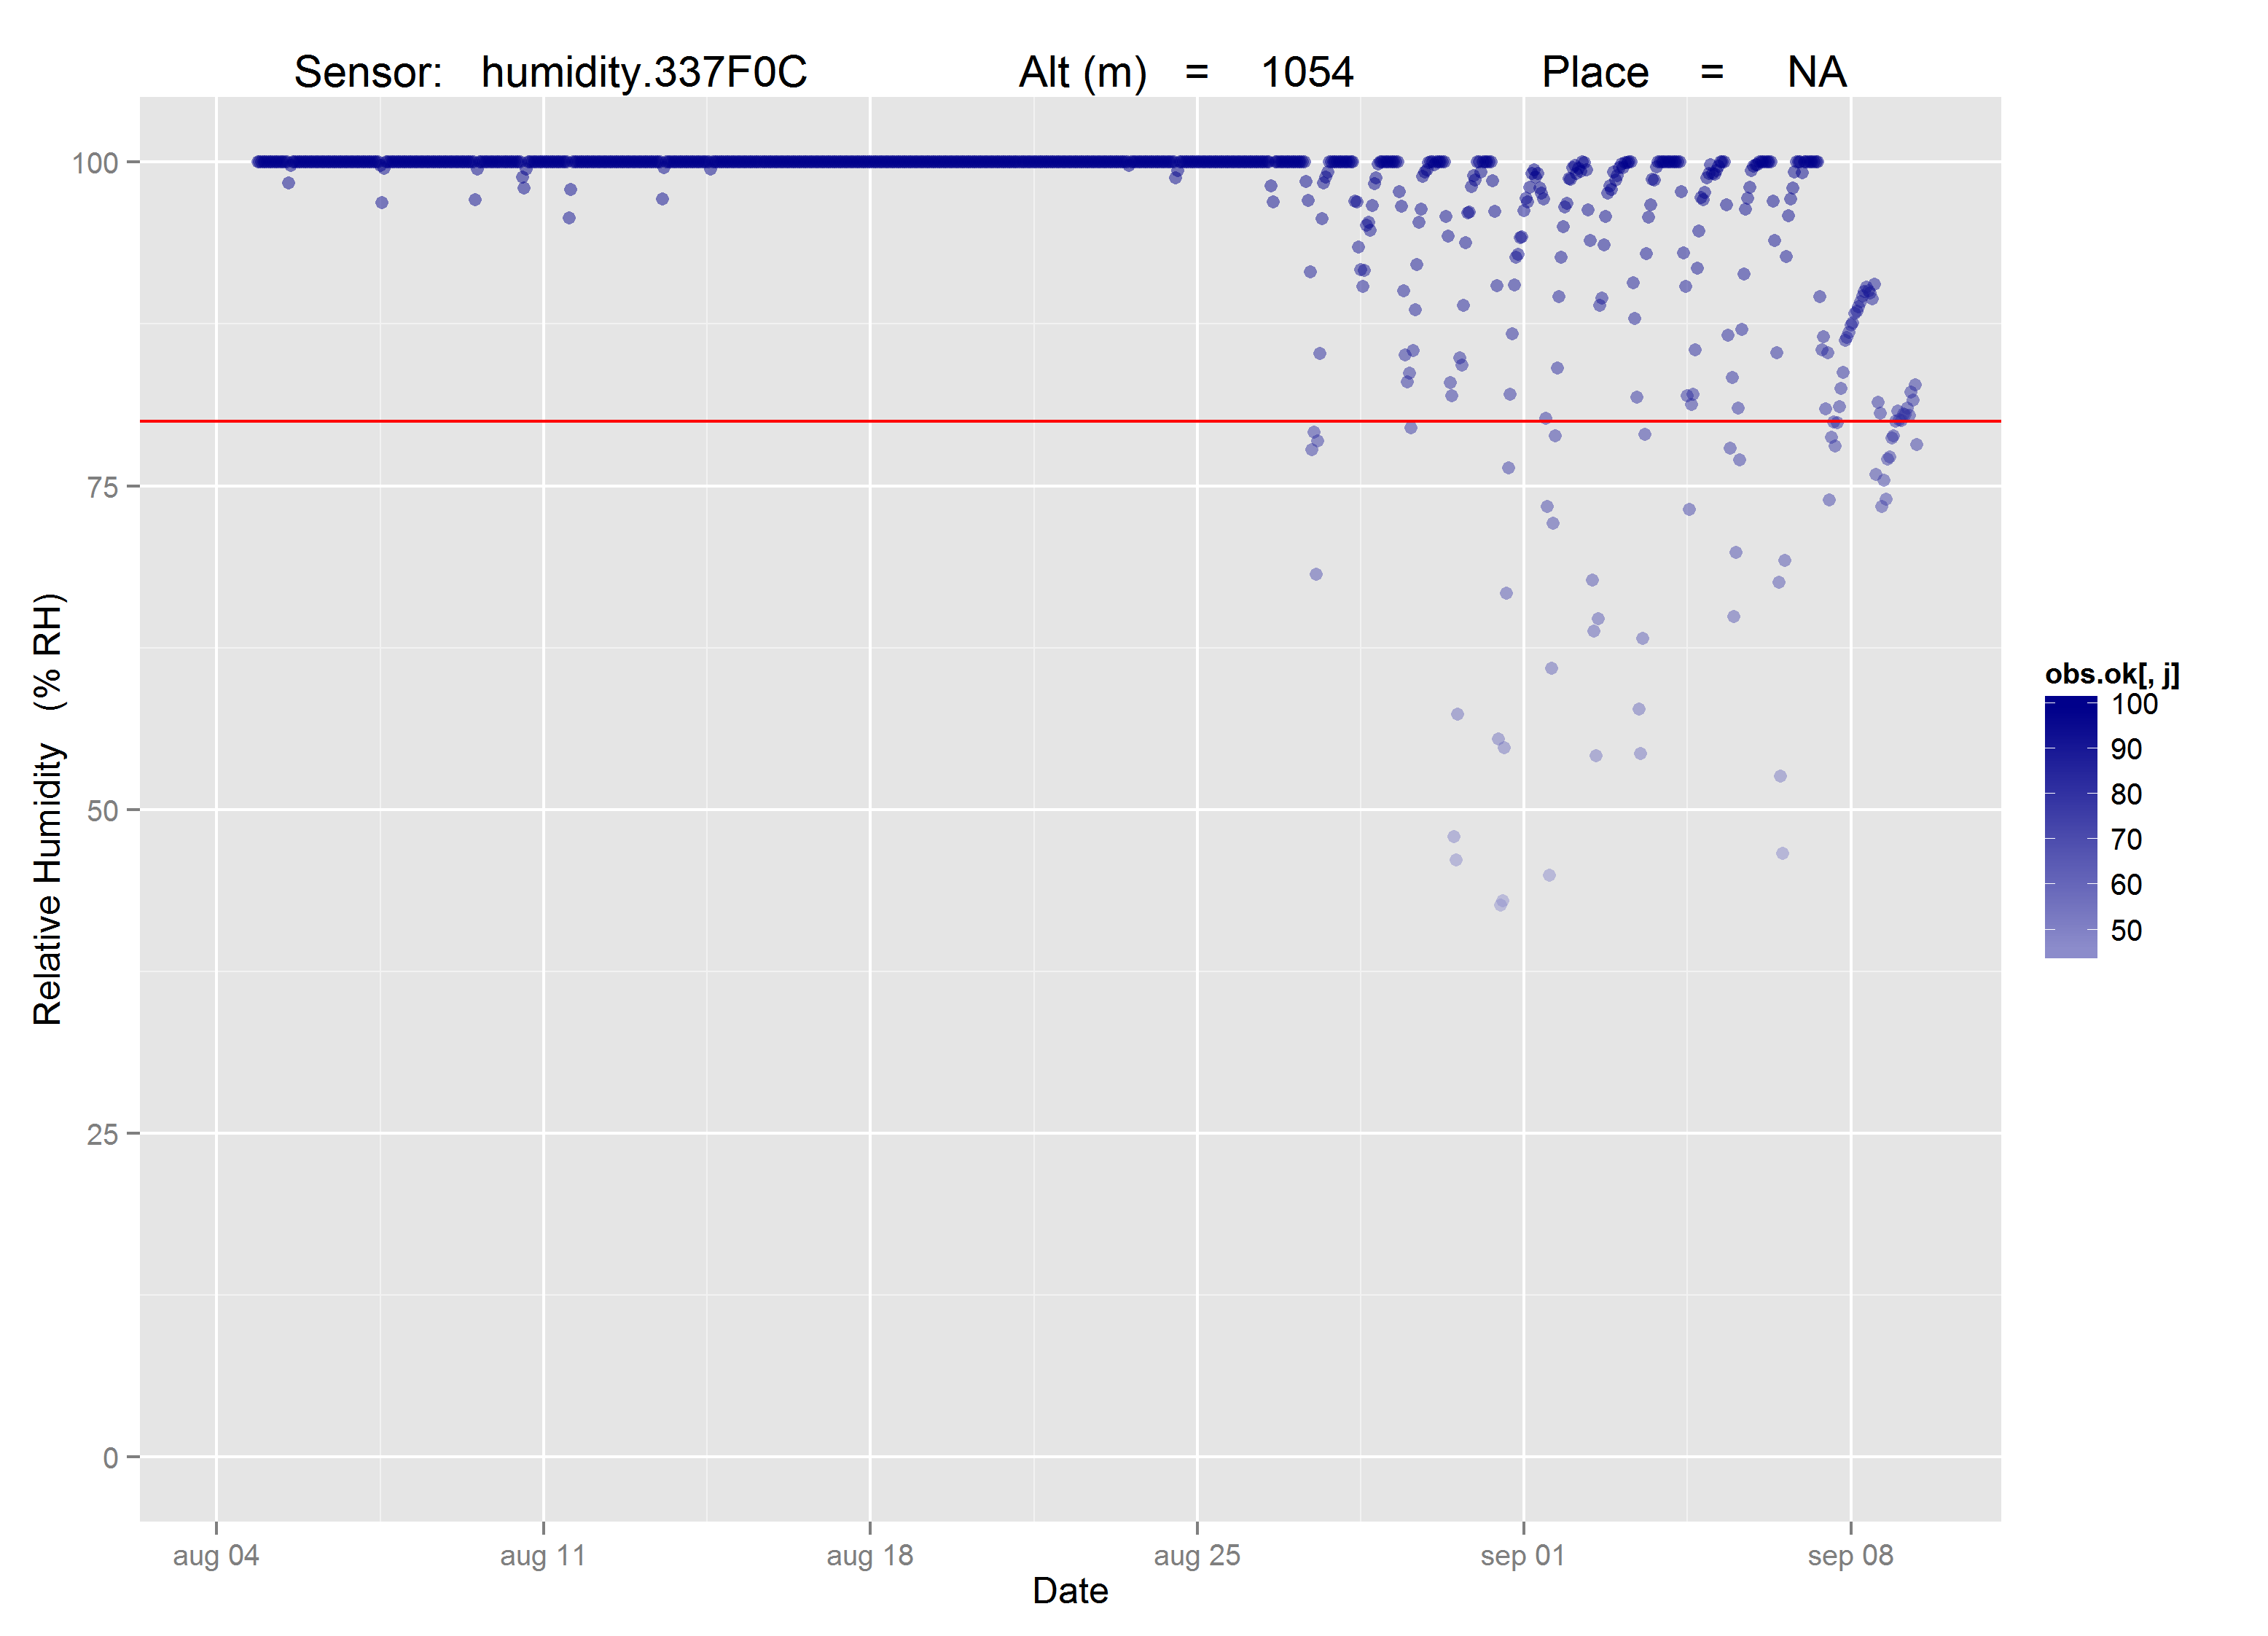 Sensor: humidity.337F0C Alt (m) = 1054 Place = NA
100
75
50
25
0
Relative Humidity (% RH)
aug 04 aug 11 aug 18 aug 25 sep 01 sep 08
Date
obs.ok[, j]
100
90
80
70
60
50